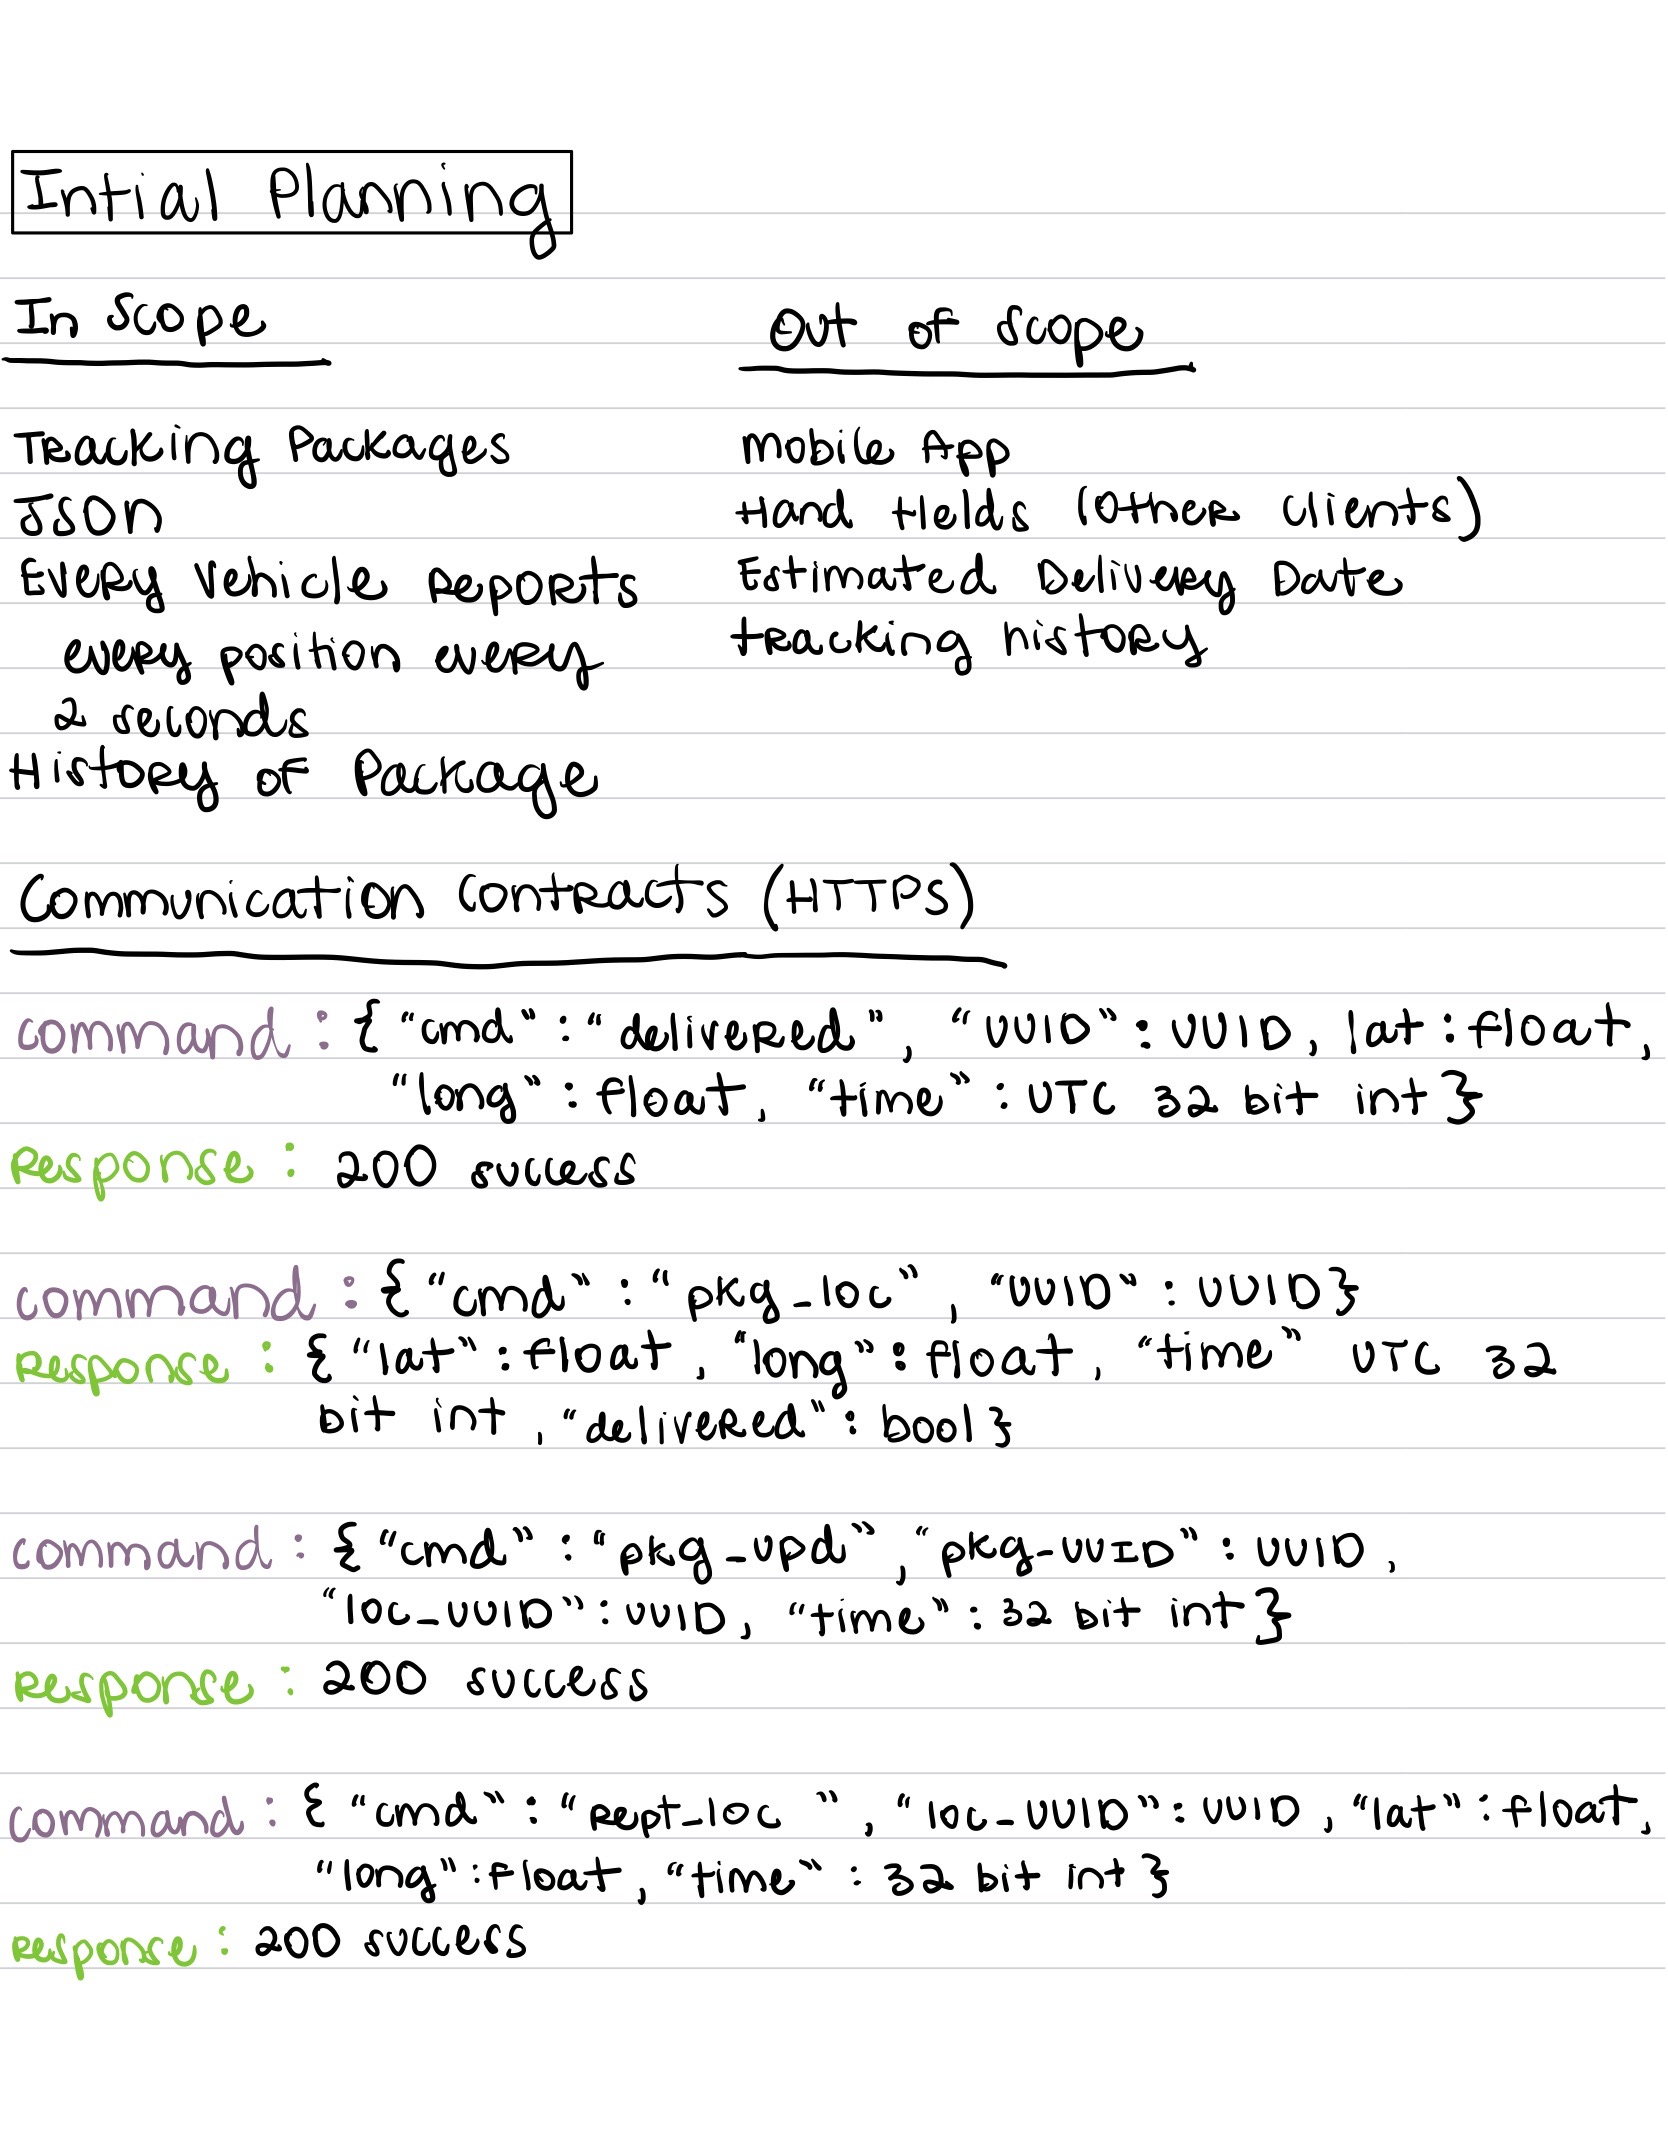 Intial Planning
In Scope
Out of scope
Tracking Packages
JSON
Every vehicle reports
every position every
2 seconds
History of Package
Mobile App
Hand Helds (Other Clients)
Estimated Delivery Date
tracking history
Communication Contracts (HTTPS)
command : { "cmd" : "delivered", "UUID" : UUID, lat : float,
"long" : float, "time" : UTC 32 bit int }
Response : 200 success
command : { "cmd" : "pkg_loc", "UUID" : UUID }
Response : { "lat" : float, "long" : float, "time" UTC 32
bit int, "delivered" : bool }
command : { "cmd" : "pkg_upd", "pkg-UUID" : UUID,
"loc_UUID" : UUID, "time" : 32 bit int }
Response : 200 success
command : { "cmd" : "rept_loc ", "loc-UUID" : UUID, "lat" : float,
"long" : float, "time" : 32 bit int }
Response : 200 success